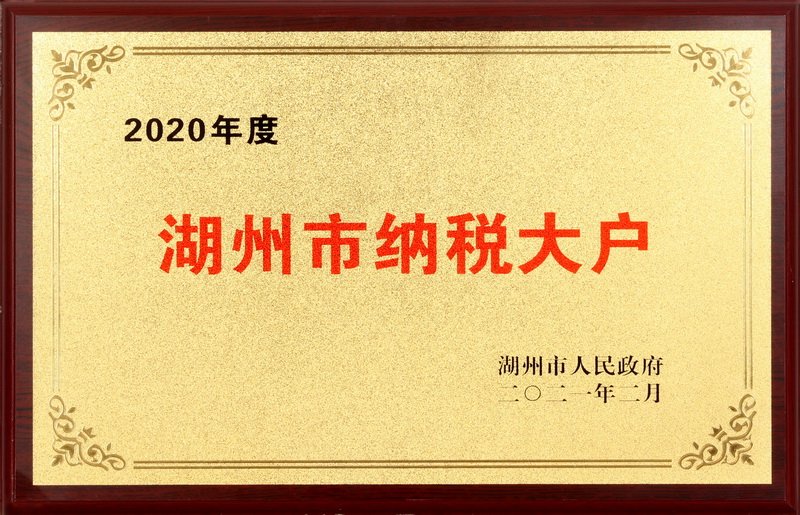 2020年度
湖州市纳税大户
湖州市人民政府
二〇二一年二月